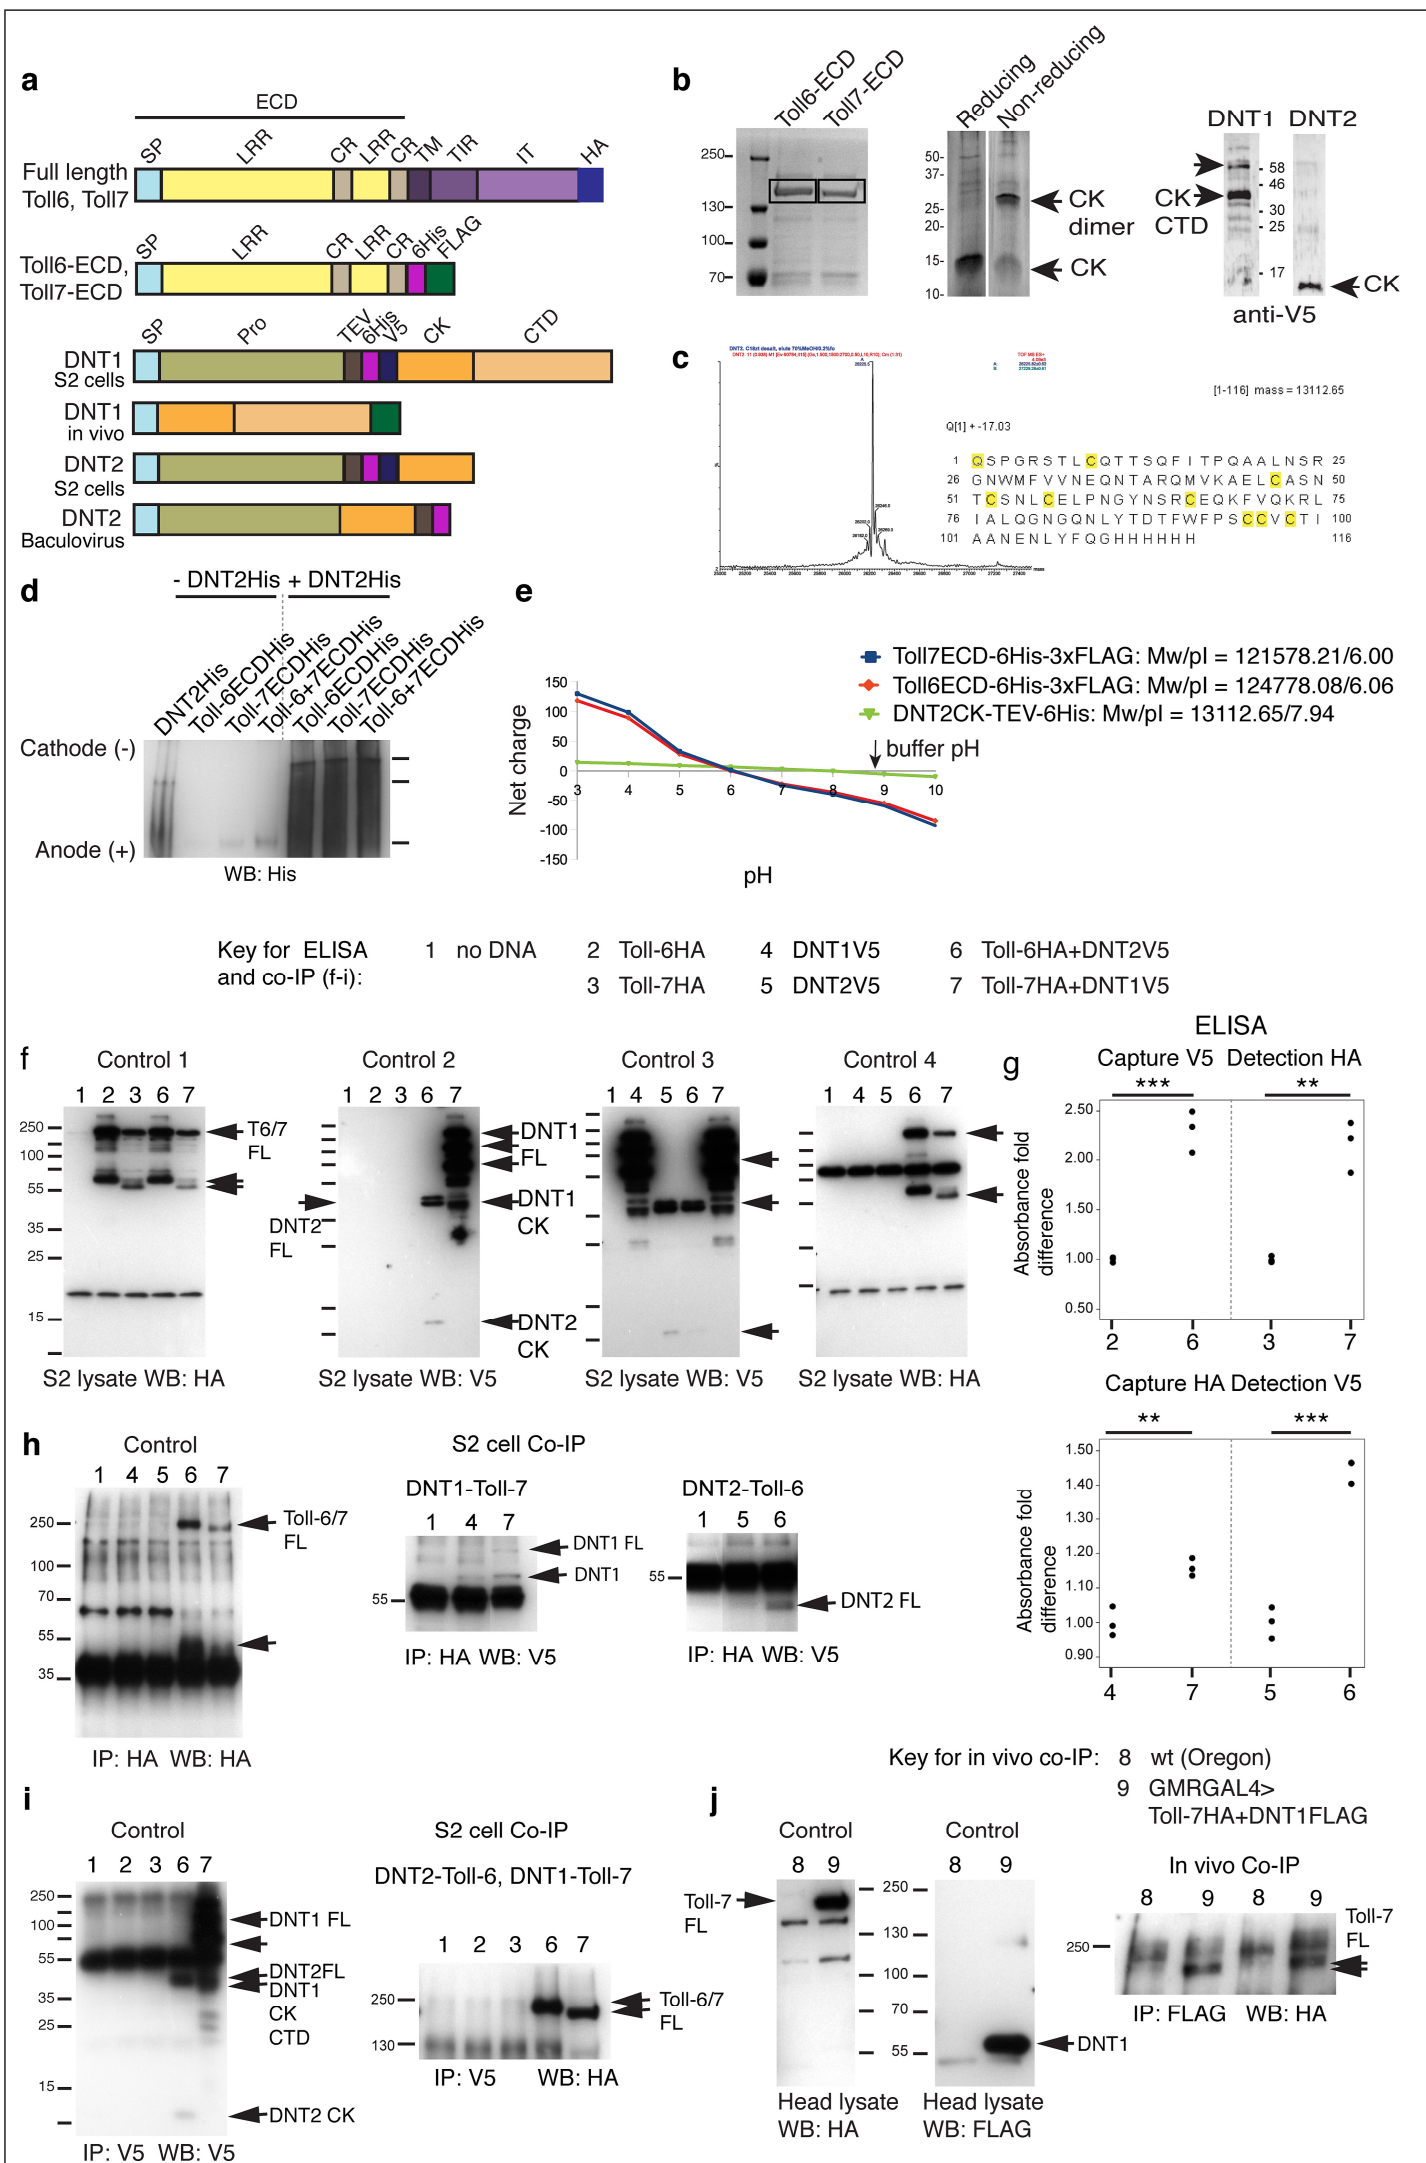 a
ECD
SP LRR CR LRR CR TM TIR IT HA
Full length
Toll6, Toll7
SP LRR CR LRR CR 6His FLAG
Toll6-ECD,
Toll7-ECD
SP Pro TEV 6His V5 CK CTD
DNT1
S2 cells
DNT1
in vivo
DNT2
S2 cells
DNT2
Baculovirus
b
Toll6-ECD Toll7-ECD
250
130
100
70
Reducing Non-reducing
50-
37-
25-
20-
15-
10-
CK
dimer
CK
DNT1 DNT2
CK
CTD
58
46
30
25
17
CK
anti-V5
c
[1-116] mass = 13112.65
Q[1] + -17.03
1 QSPGRSTLCQTTSQFITPQAALNSR 25
26 GNWMFVVNEQNTARQMVKAELCASN 50
51 TCSNLCELPNGYNSRCEQKFVQKRL 75
76 IALQGNGQNLYTDTFWFPSCCVCTI 100
101 AANENLYFQGHHHHHH 116
d
- DNT2His + DNT2His
DNT2His Toll-6ECDHis Toll-7ECDHis Toll-6+7ECDHis Toll-6ECDHis Toll-7ECDHis Toll-6+7ECDHis
Cathode (-)
Anode (+)
WB: His
e
Toll7ECD-6His-3xFLAG: Mw/pI = 121578.21/6.00
Toll6ECD-6His-3xFLAG: Mw/pI = 124778.08/6.06
DNT2CK-TEV-6His: Mw/pI = 13112.65/7.94
buffer pH
Net charge
150
100
50
0
-50
-100
-150
3 4 5 6 7 8 9 10
pH
Key for ELISA
and co-IP (f-i):
1 no DNA 2 Toll-6HA 4 DNT1V5 6 Toll-6HA+DNT2V5
3 Toll-7HA 5 DNT2V5 7 Toll-7HA+DNT1V5
f
Control 1
1 2 3 6 7
250
100
55
35
25
15
T6/7
FL
S2 lysate WB: HA
Control 2
1 2 3 6 7
DNT2
FL
DNT1
FL
DNT1
CK
DNT2
CK
S2 lysate WB: V5
Control 3
1 4 5 6 7
S2 lysate WB: V5
Control 4
1 4 5 6 7
S2 lysate WB: HA
g
ELISA
Capture V5 Detection HA
*** **
Absorbance fold
difference
2.50
2.00
1.50
1.00
0.50
2 6 3 7
Capture HA Detection V5
** ***
Absorbance fold
difference
1.50
1.40
1.30
1.20
1.10
1.00
0.90
4 7 5 6
h
Control
1 4 5 6 7
250
100
70
55
35
Toll-6/7
FL
IP: HA WB: HA
S2 cell Co-IP
DNT1-Toll-7
1 4 7
55
DNT1 FL
DNT1
IP: HA WB: V5
DNT2-Toll-6
1 5 6
55
DNT2 FL
IP: HA WB: V5
Key for in vivo co-IP: 8 wt (Oregon)
9 GMRGAL4>
Toll-7HA+DNT1FLAG
i
Control
1 2 3 6 7
250
100
55
35
25
15
DNT1 FL
DNT2FL
DNT1
CK
CTD
DNT2 CK
IP: V5 WB: V5
S2 cell Co-IP
DNT2-Toll-6, DNT1-Toll-7
1 2 3 6 7
250
130
Toll-6/7
FL
IP: V5 WB: HA
j
Control
8 9
Toll-7
FL
Head lysate
WB: HA
250
130
100
70
55
Control
8 9
DNT1
Head lysate
WB: FLAG
In vivo Co-IP
8 9 8 9
250
Toll-7
FL
IP: FLAG WB: HA